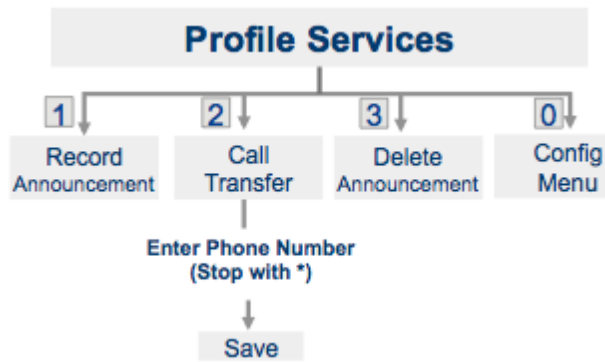 Profile Services
1
2
3
0
Record
Announcement
Call
Transfer
Delete
Announcement
Config
Menu
Enter Phone Number
(Stop with *)
Save